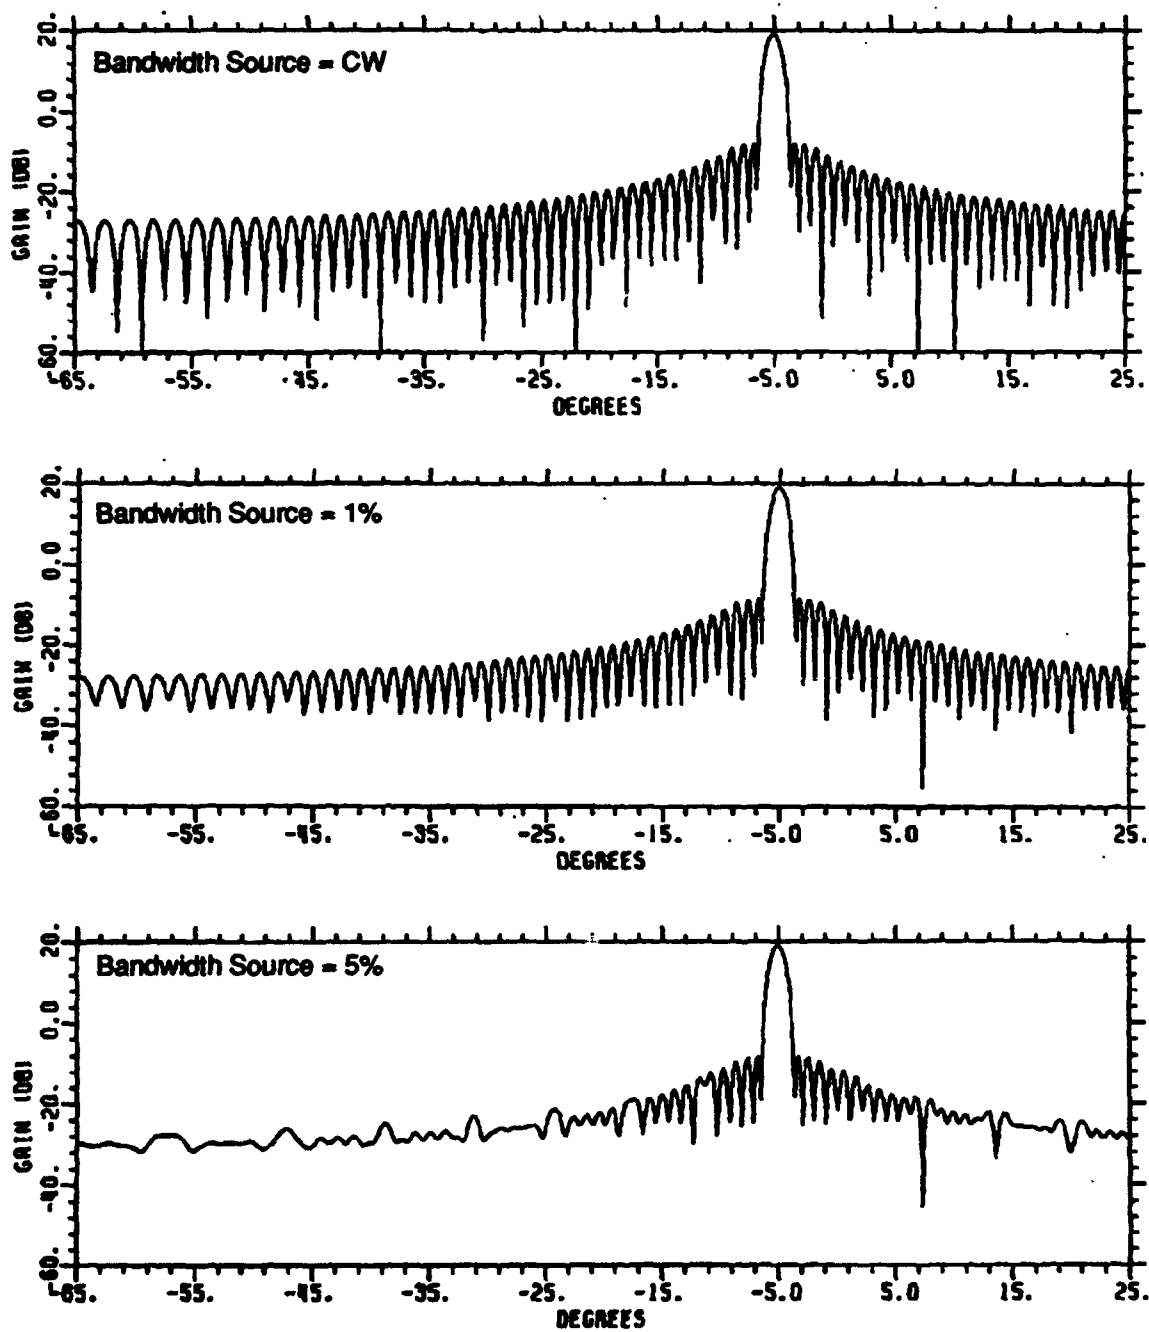 20.
Bandwidth Source = CW
0.0
GAIN (DB)
-20.
-40.
-60.
-65. -55. -45. -35. -25. -15. -5.0 5.0 15. 25.
DEGREES
20.
Bandwidth Source = 1%
0.0
GAIN (DB)
-20.
-40.
-60.
-65. -55. -45. -35. -25. -15. -5.0 5.0 15. 25.
DEGREES
20.
Bandwidth Source = 5%
0.0
GAIN (DB)
-20.
-40.
-60.
-65. -55. -45. -35. -25. -15. -5.0 5.0 15. 25.
DEGREES